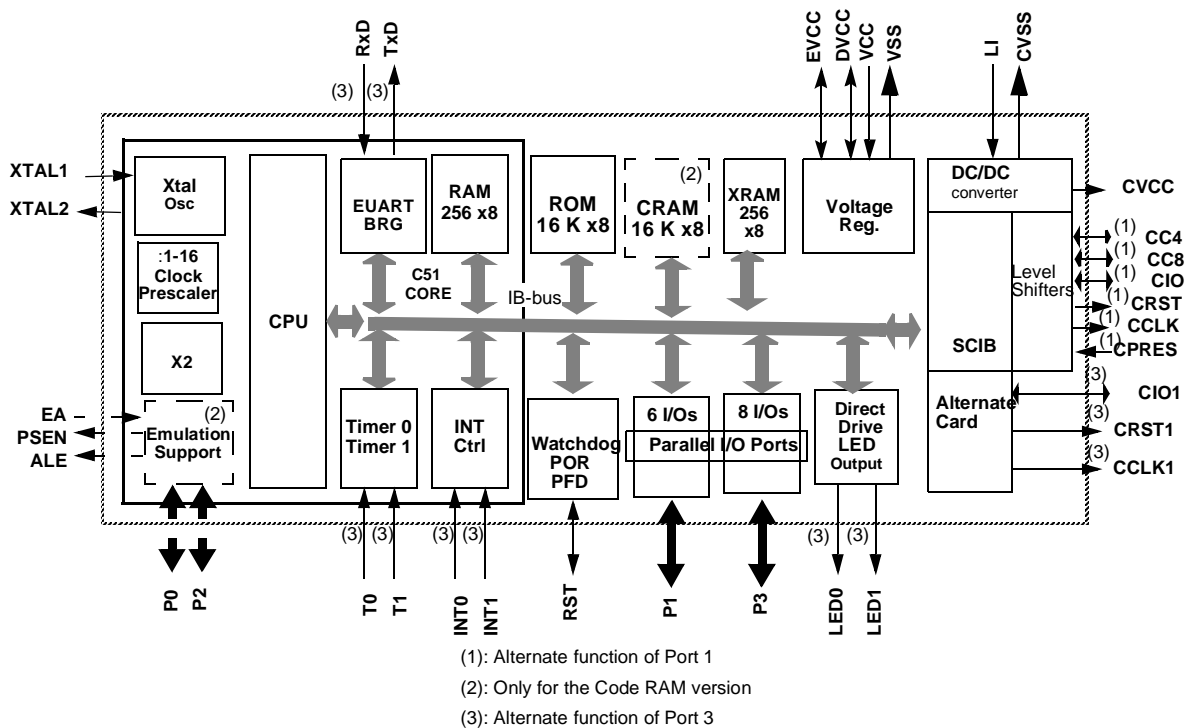 RxD
TxD
EVCC
DVCC
VCC
VSS
LI
CVSS
(3)
(3)
XTAL1
XTAL2
Xtal
Osc
:1-16
Clock
Prescaler
X2
(2)
Emulation
Support
EA
PSEN
ALE
CPU
EUART
BRG
RAM
256 x8
C51
CORE
IB-bus
ROM
16 K x8
(2)
CRAM
16 K x8
XRAM
256
x8
Voltage
Reg.
DC/DC
converter
Level
Shifters
SCIB
Alternate
Card
CVCC
(1) CC4
(1) CC8
(1) CIO
(1) CRST
(1) CCLK
(1) CPRES
(3) CIO1
(3) CRST1
(3) CCLK1
Timer 0
Timer 1
INT
Ctrl
Watchdog
POR
PFD
6 I/Os
8 I/Os
Parallel I/O Ports
Direct
Drive
LED
Output
(3)
(3)
(3)
(3)
(3)
(3)
P0
P2
T0
T1
INT0
INT1
RST
P1
P3
LED0
LED1
(1): Alternate function of Port 1
(2): Only for the Code RAM version
(3): Alternate function of Port 3